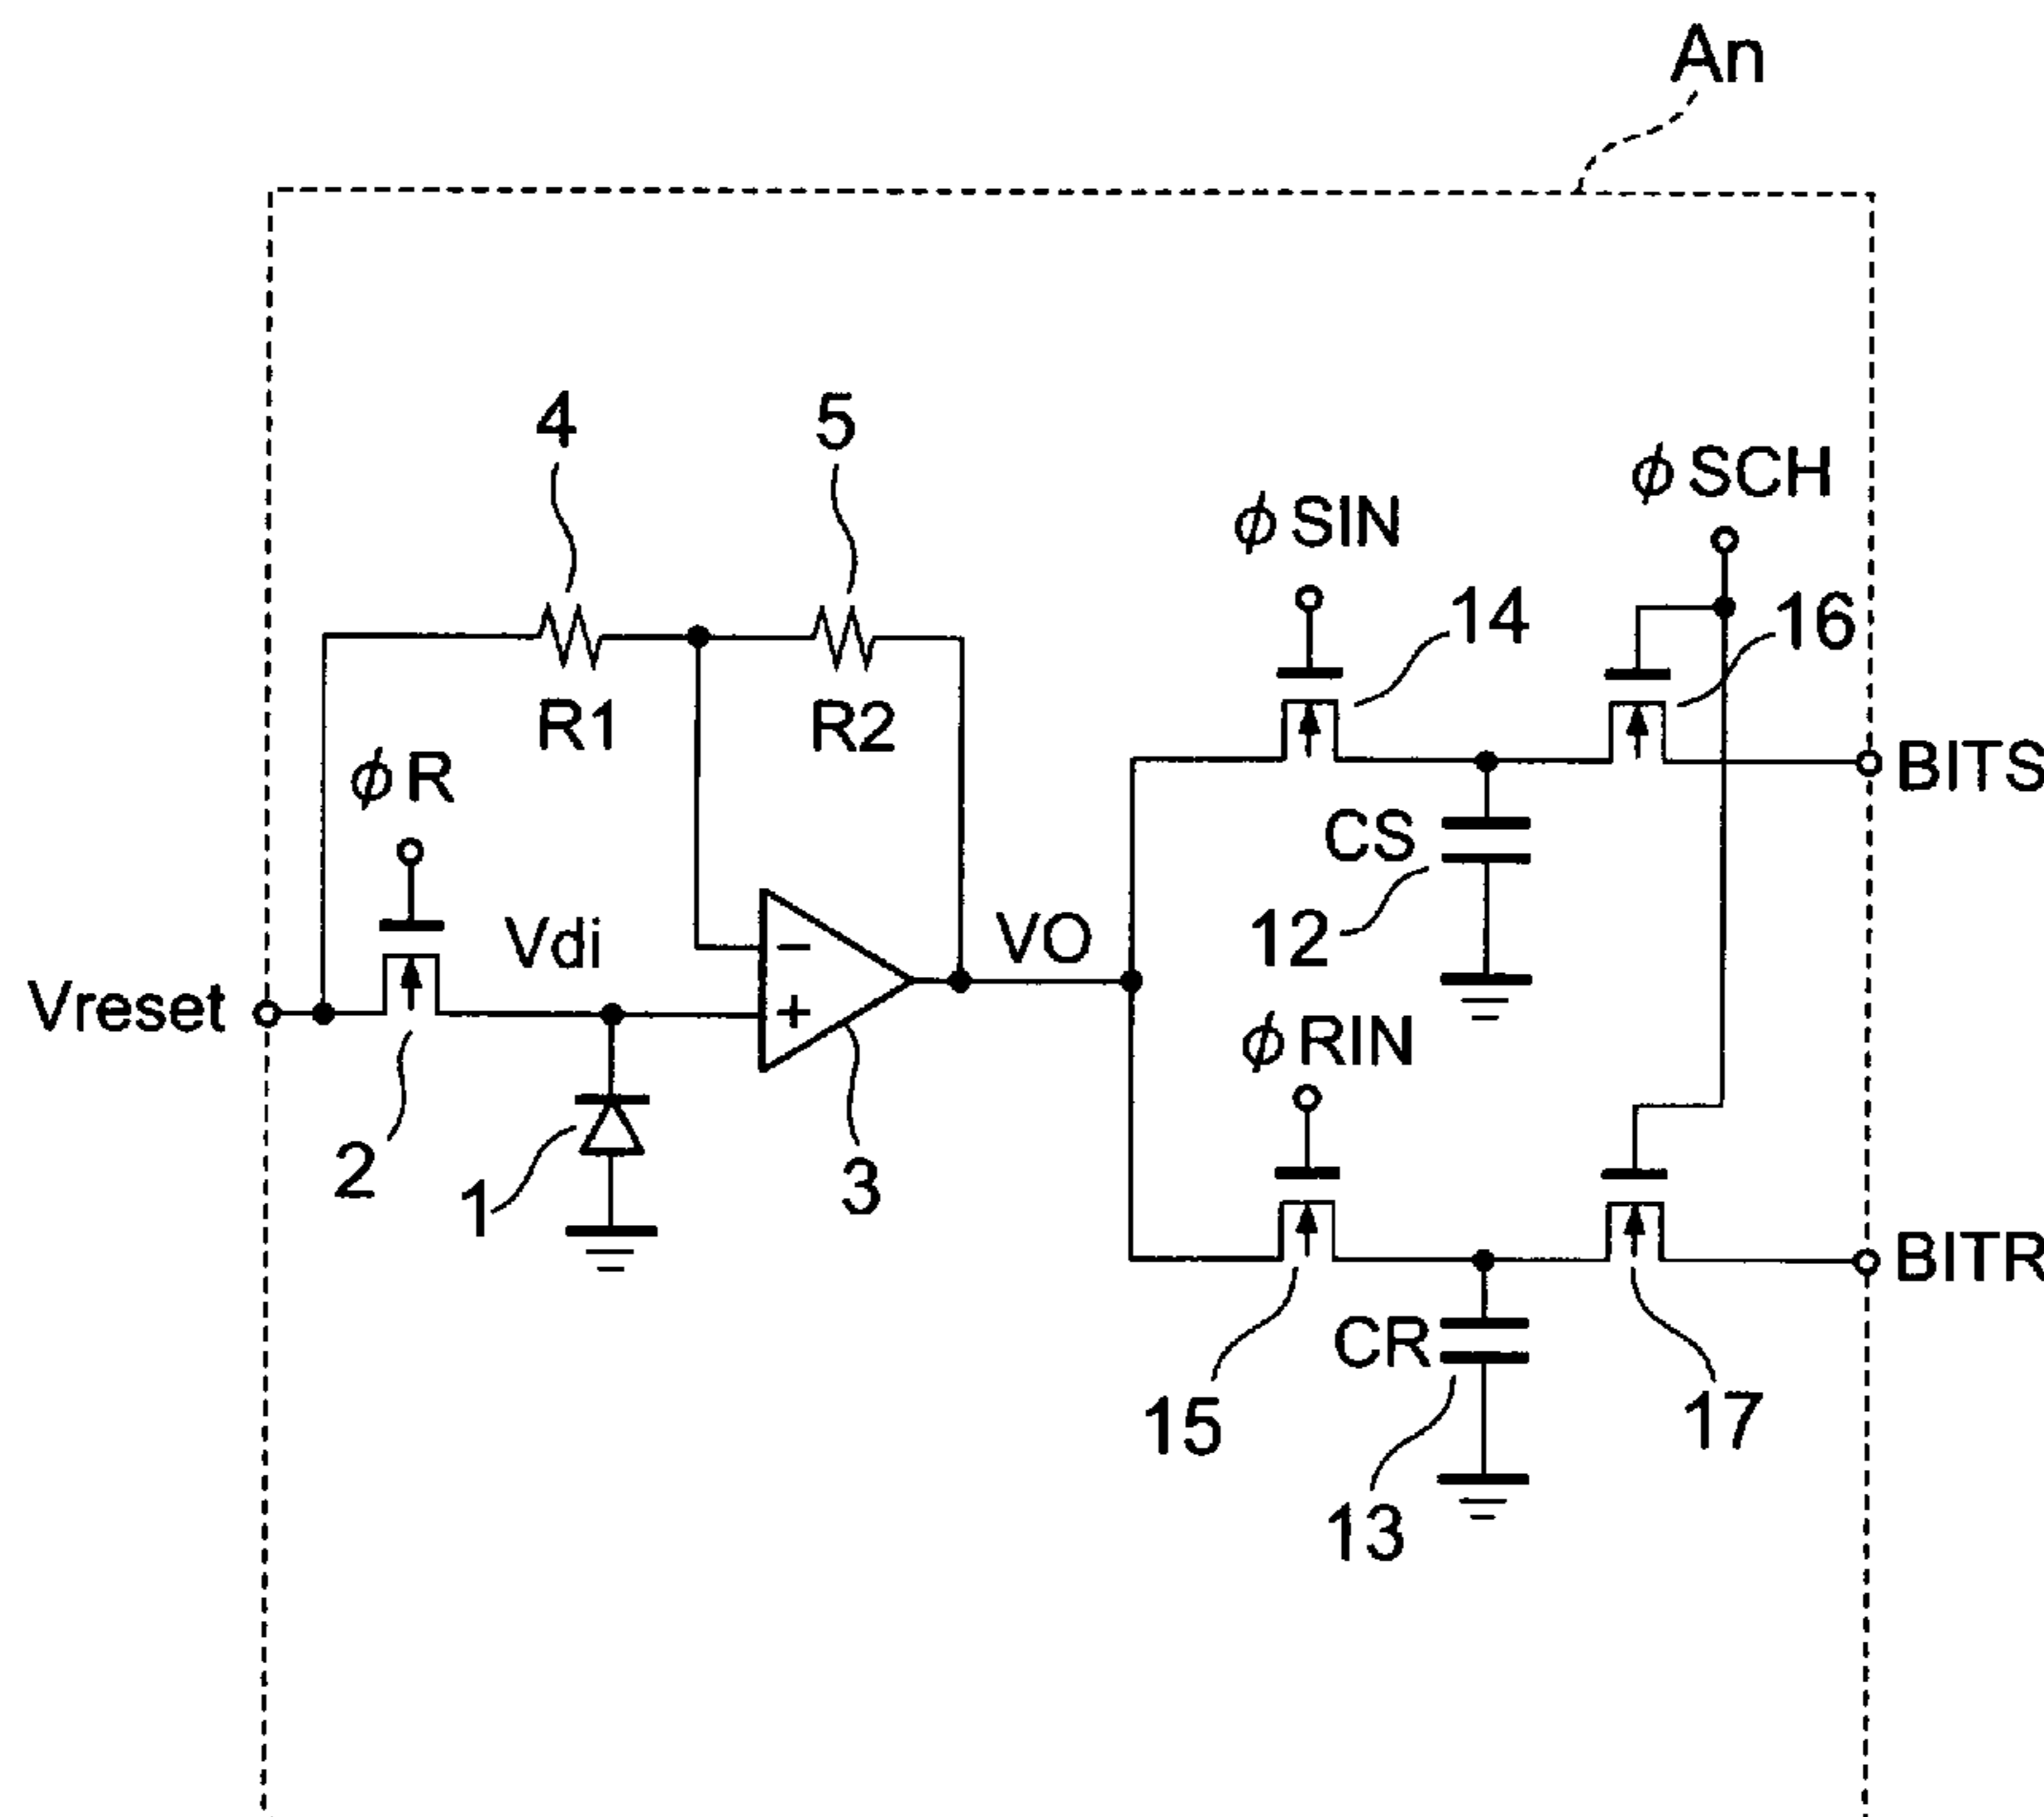 An
4
5
ϕSCH
ϕSIN
14
16
R1
R2
ϕR
BITS
CS
Vdi
VO
12
−
Vreset
+
ϕRIN
2
1
3
BITR
CR
15
17
13